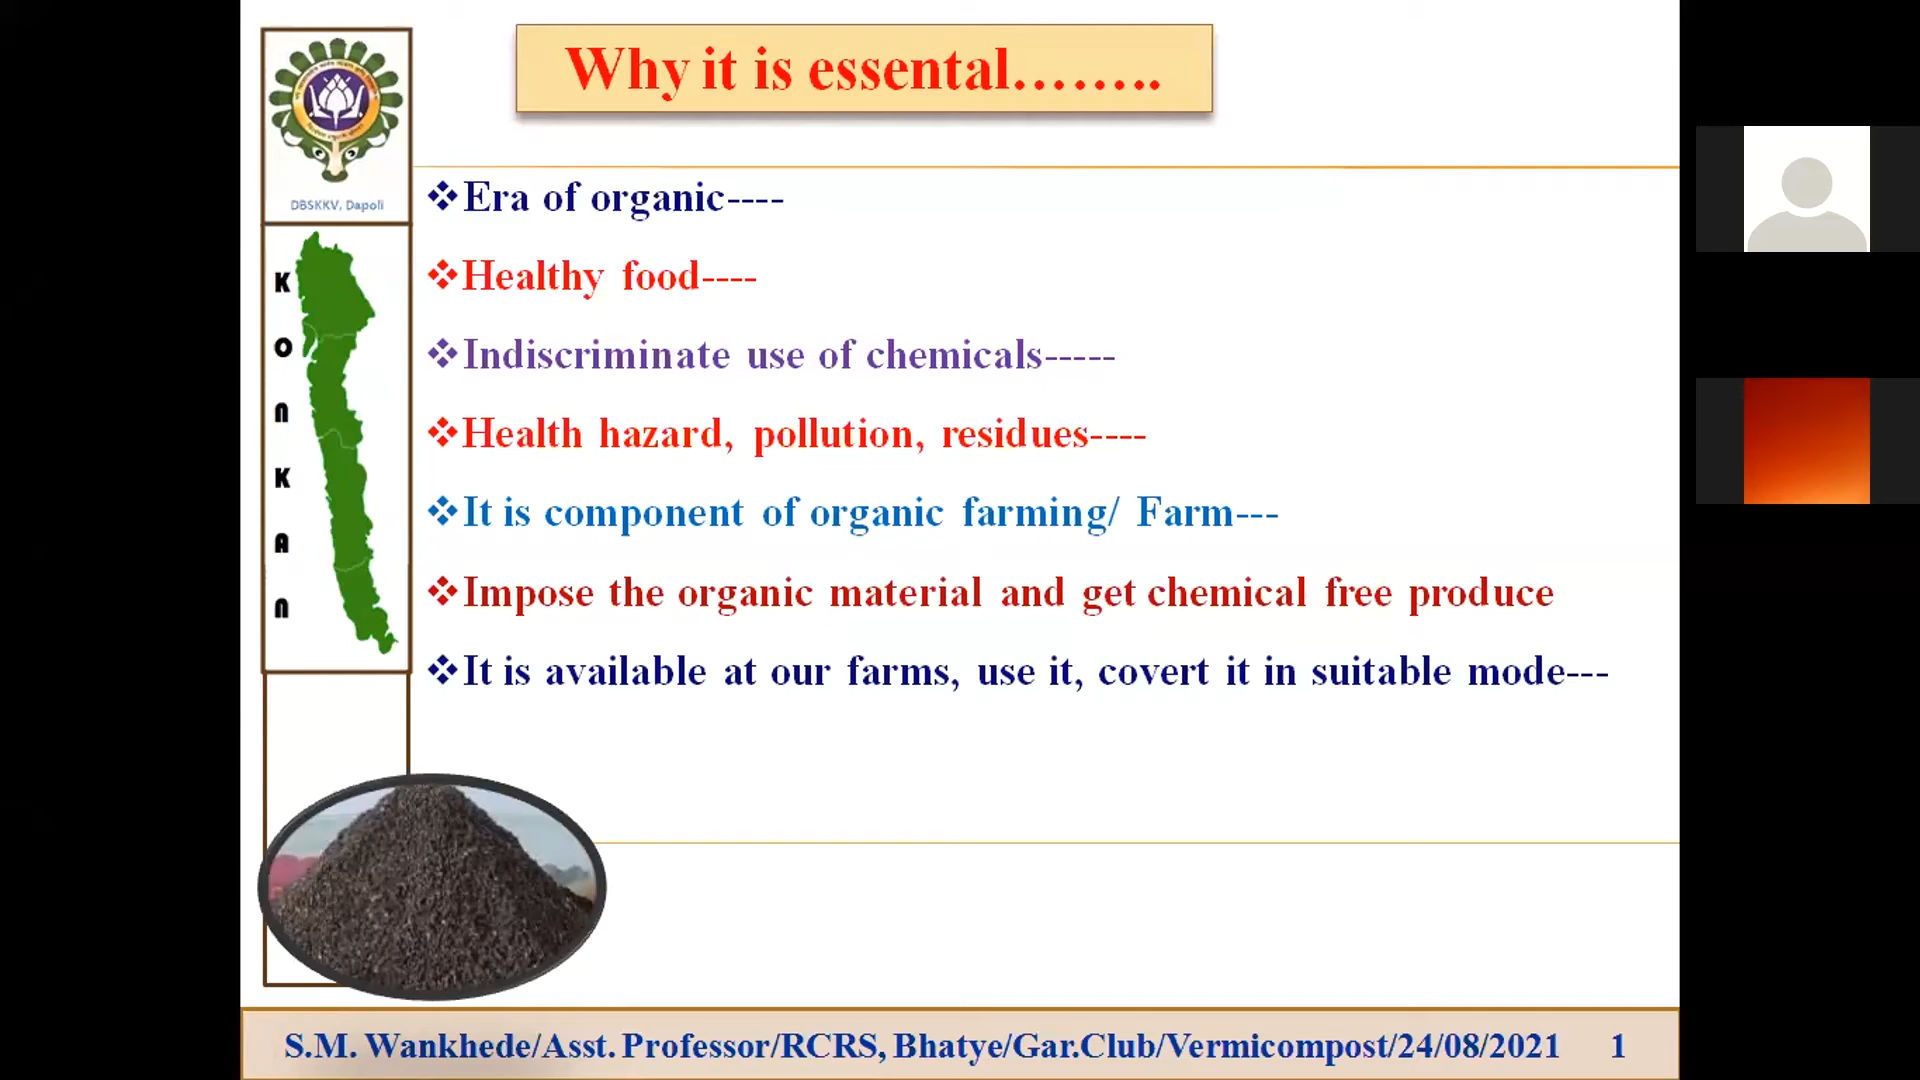 Why it is essental........
DBSKKV, Dapoli
KONKAN
❖Era of organic----
❖Healthy food----
❖Indiscriminate use of chemicals-----
❖Health hazard, pollution, residues----
❖It is component of organic farming/ Farm---
❖Impose the organic material and get chemical free produce
❖It is available at our farms, use it, covert it in suitable mode---
S.M. Wankhede/Asst. Professor/RCRS, Bhatye/Gar.Club/Vermicompost/24/08/2021 1